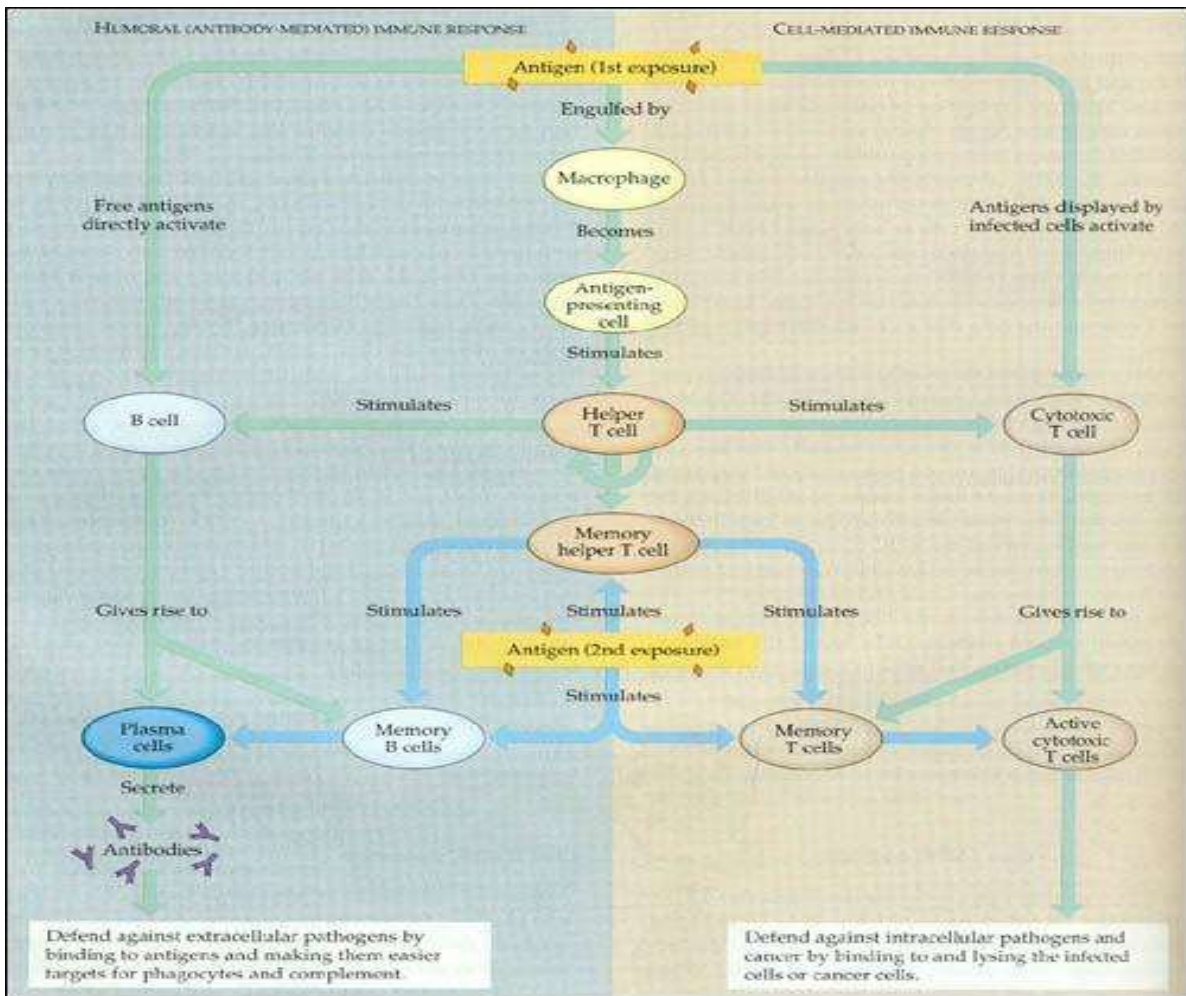 HUMORAL (ANTIBODY-MEDIATED) IMMUNE RESPONSE
CELL-MEDIATED IMMUNE RESPONSE
Antigen (1st exposure)
Engulfed by
Macrophage
Free antigens
directly activate
Becomes
Antigens displayed by
infected cells activate
Antigen-
presenting
cell
Stimulates
B cell
Stimulates
Helper
T cell
Stimulates
Cytotoxic
T cell
Memory
helper T cell
Gives rise to
Stimulates
Stimulates
Stimulates
Gives rise to
Antigen (2nd exposure)
Stimulates
Plasma
cells
Memory
B cells
Memory
T cells
Active
cytotoxic
T cells
Secrete
Antibodies
Defend against extracellular pathogens by
binding to antigens and making them easier
targets for phagocytes and complement.
Defend against intracellular pathogens and
cancer by binding to and lysing the infected
cells or cancer cells.